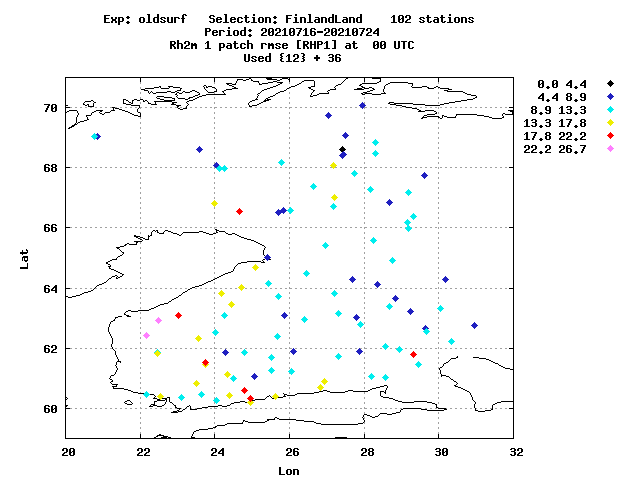 Exp: oldsurf   Selection: FinlandLand    102 stations
Period: 20210716-20210724
Rh2m 1 patch rmse [RHP1] at  00 UTC
Used {12} + 36
0.0 4.4
4.4 8.9
8.9 13.3
13.3 17.8
17.8 22.2
22.2 26.7
70
68
66
64
62
60
Lat
20 22 24 26 28 30 32
Lon